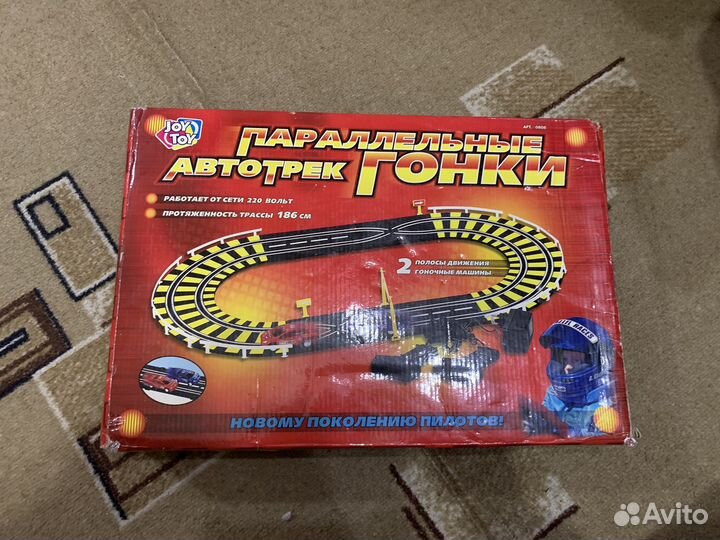 JOY TOY
АРТ.: 0808
ПАРАЛЛЕЛЬНЫЕ
АВТОТРЕК ГОНКИ
РАБОТАЕТ ОТ СЕТИ 220 ВОЛЬТ
ПРОТЯЖЕННОСТЬ ТРАССЫ 186 СМ
2 ПОЛОСЫ ДВИЖЕНИЯ
ГОНОЧНЫЕ МАШИНЫ
НОВОМУ ПОКОЛЕНИЮ ПИЛОТОВ!
Avito